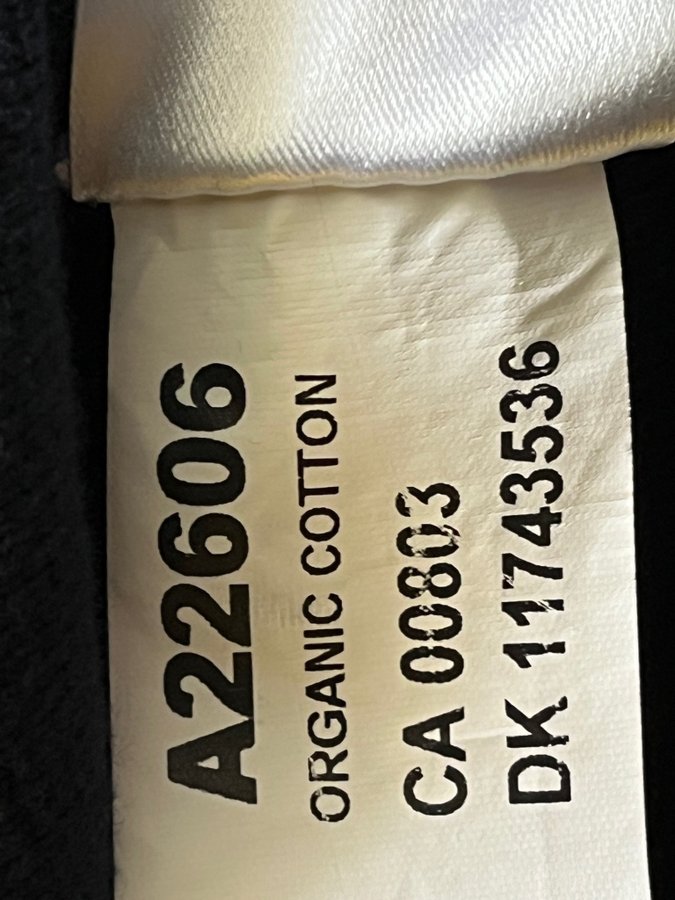 A22606
ORGANIC COTTON
CA 00803
DK 11743536